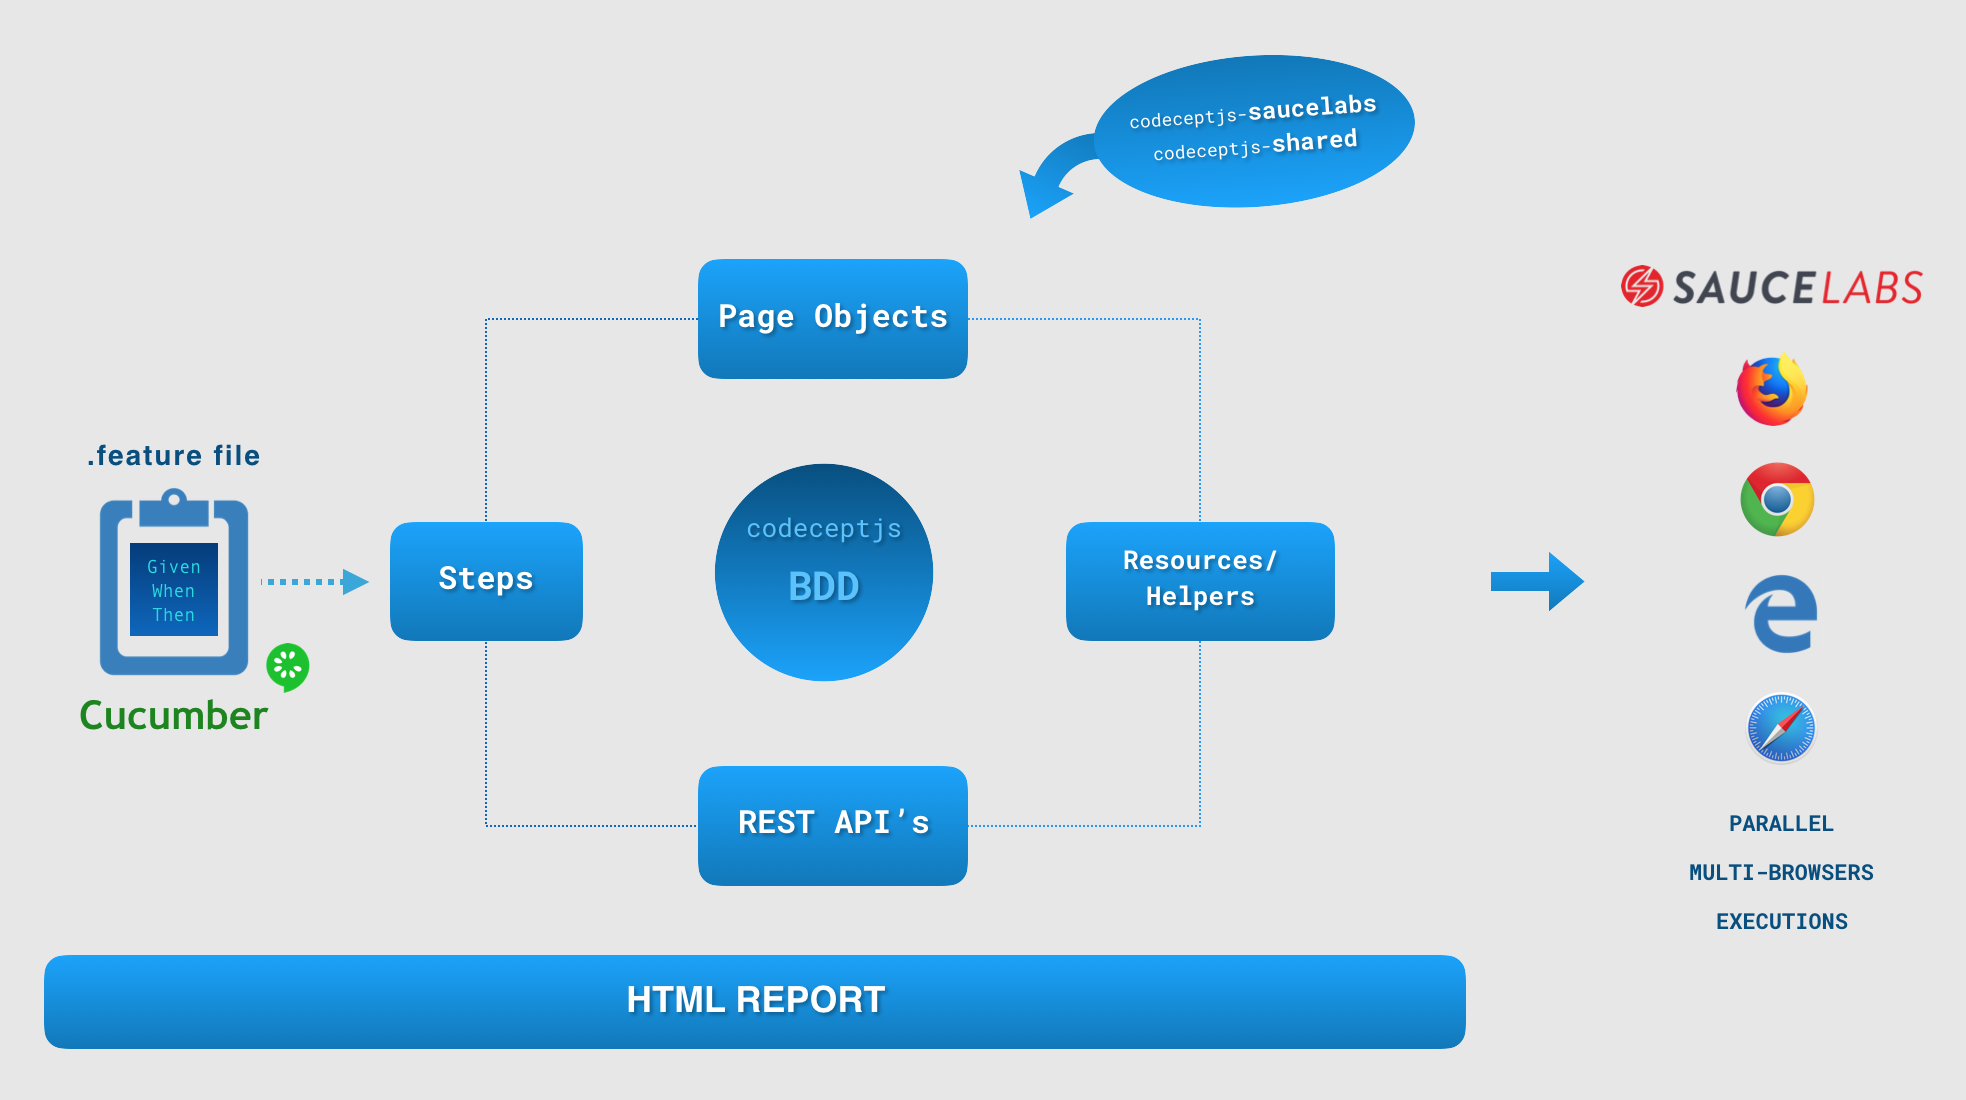 codeceptjs-saucelabs
codeceptjs-shared
SAUCELABS
Page Objects
.feature file
Given
When
Then
Cucumber
Steps
codeceptjs
BDD
Resources/
Helpers
REST API’s
PARALLEL
MULTI-BROWSERS
EXECUTIONS
HTML REPORT